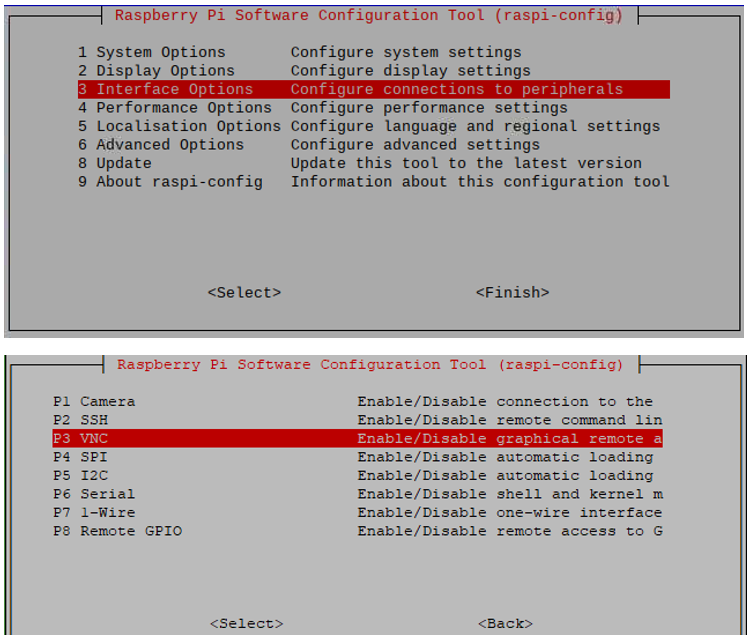 Raspberry Pi Software Configuration Tool (raspi-config)
1 System Options Configure system settings
2 Display Options Configure display settings
3 Interface Options Configure connections to peripherals
4 Performance Options Configure performance settings
5 Localisation Options Configure language and regional settings
6 Advanced Options Configure advanced settings
8 Update Update this tool to the latest version
9 About raspi-config Information about this configuration tool
<Select> <Finish>
Raspberry Pi Software Configuration Tool (raspi-config)
P1 Camera Enable/Disable connection to the
P2 SSH Enable/Disable remote command lin
P3 VNC Enable/Disable graphical remote a
P4 SPI Enable/Disable automatic loading
P5 I2C Enable/Disable automatic loading
P6 Serial Enable/Disable shell and kernel m
P7 1-Wire Enable/Disable one-wire interface
P8 Remote GPIO Enable/Disable remote access to G
<Select> <Back>